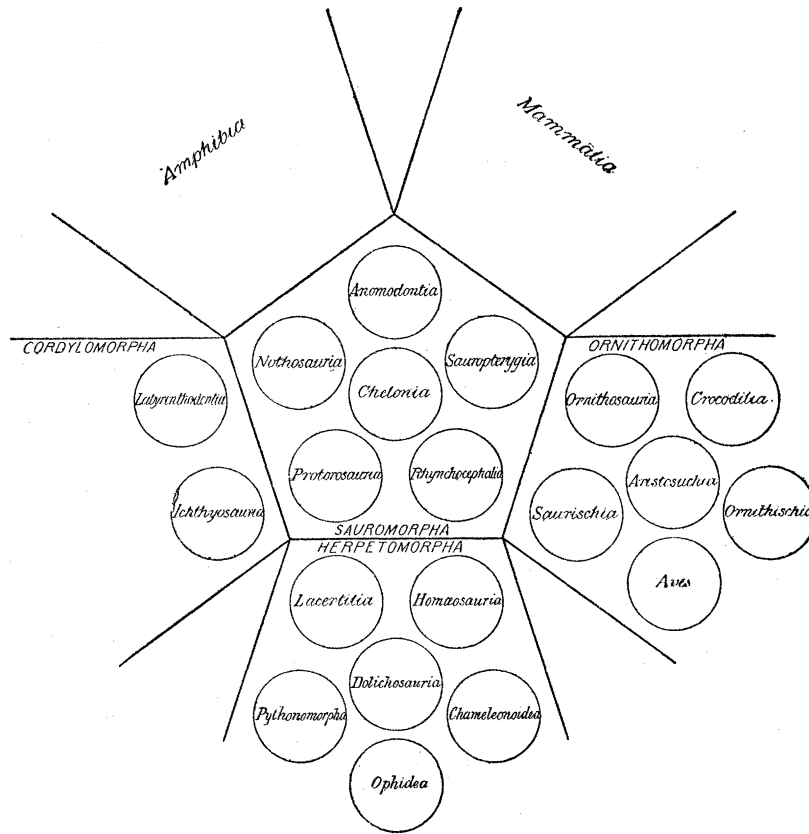 Amphibia
Mammalia
Anomodontia
CORDYLOMORPHA
ORNITHOMORPHA
Nothosauria
Sauropterygia
Labyrinthodontia
Chelonia
Ornithosauria
Crocodilia.
Protorosauria
Rhynchocephalia
Aristosuchia
Ichthyosauria
Saurischia
Ornithischia
SAUROMORPHA
HERPETOMORPHA
Aves
Lacertilia
Homæosauria
Dolichosauria
Pythonomorpha
Chameleonoidea
Ophidea